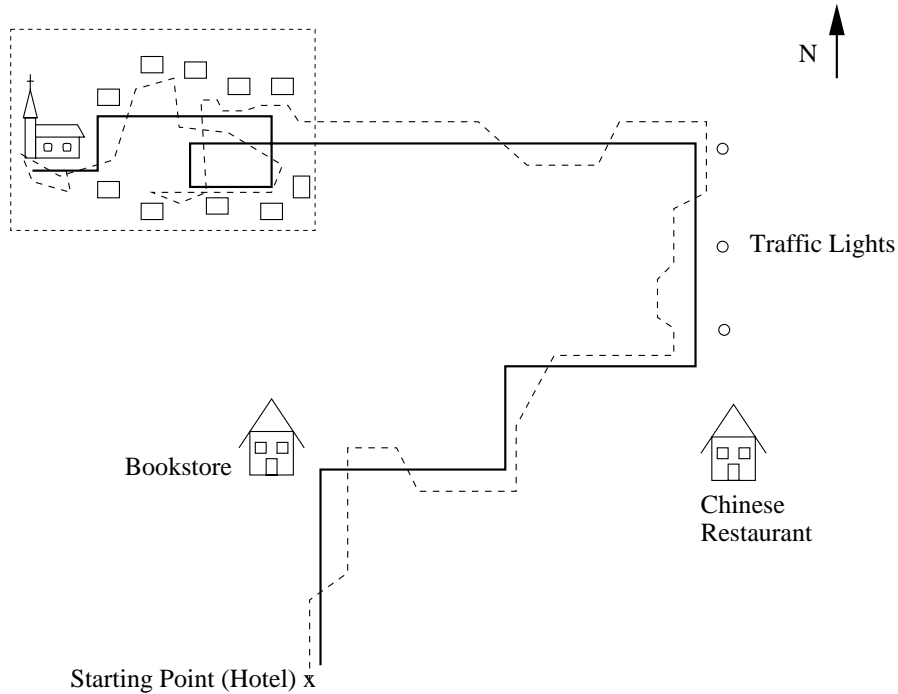 N
Traffic Lights
Bookstore
Chinese
Restaurant
Starting Point (Hotel) x